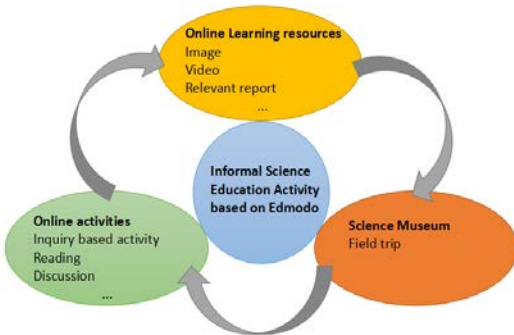 Online Learning resources
Image
Video
Relevant report
...
Informal Science
Education Activity
based on Edmodo
Science Museum
Field trip
Online activities
Inquiry based activity
Reading
Discussion
...